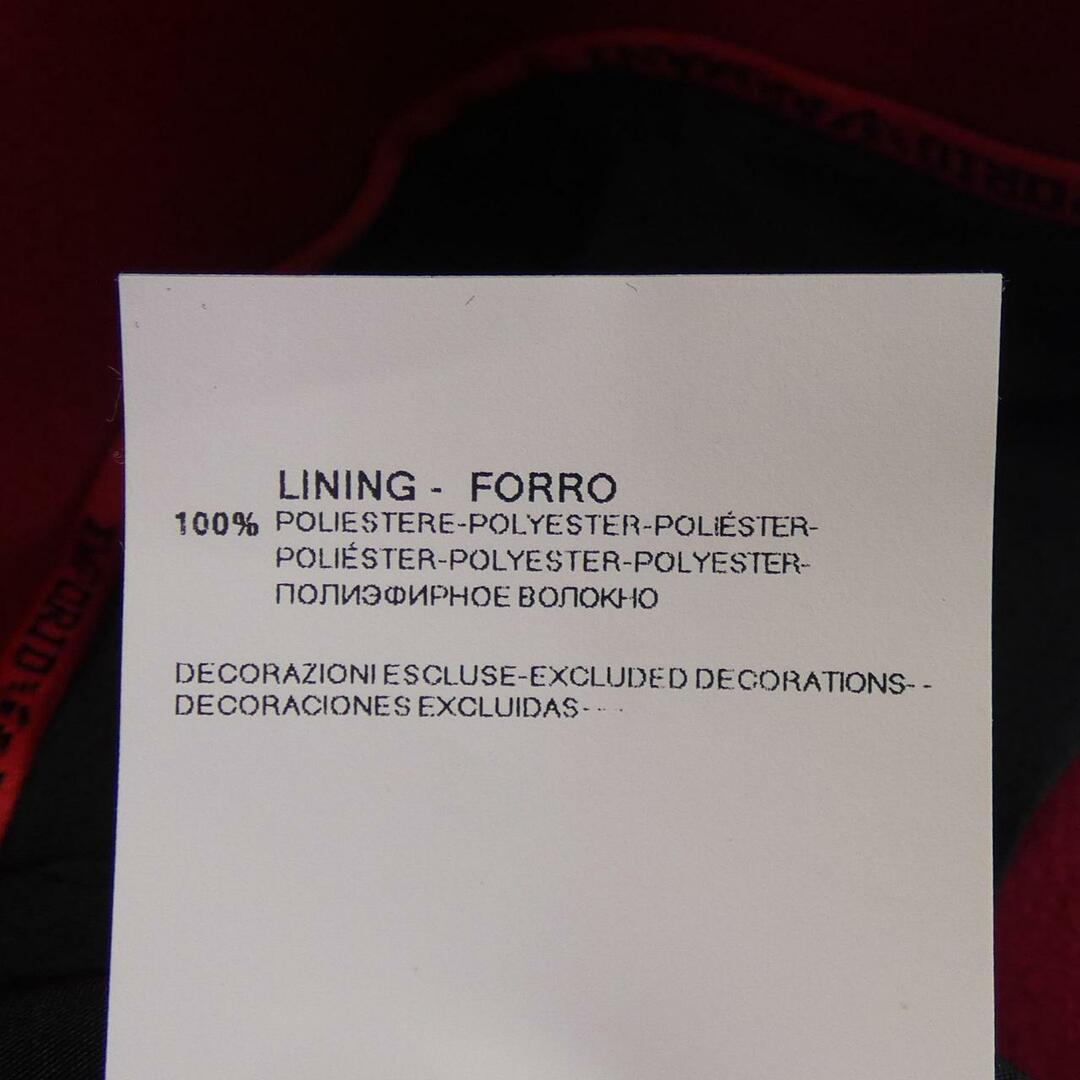 LINING - FORRO
100% POLIESTERE-POLYESTER-POLIÉSTER-
POLIÉSTER-POLYESTER-POLYESTER-
ПОЛИЭФИРНОЕ ВОЛОКНО
DECORAZIONI ESCLUSE-EXCLUDED DECORATIONS- -
DECORACIONES EXCLUIDAS- - -